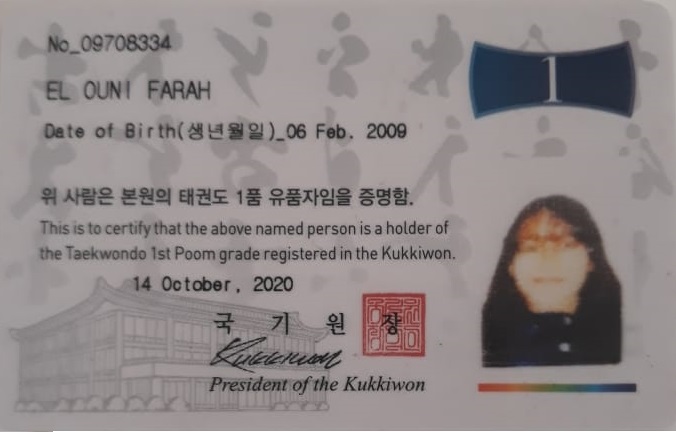 No_09708334
1
EL OUNI FARAH
Date of Birth(생년월일)_06 Feb. 2009
위 사람은 본원의 태권도 1품 유품자임을 증명함.
This is to certify that the above named person is a holder of
the Taekwondo 1st Poom grade registered in the Kukkiwon.
14 October, 2020
국 기 원 장
Kukkiwon
President of the Kukkiwon